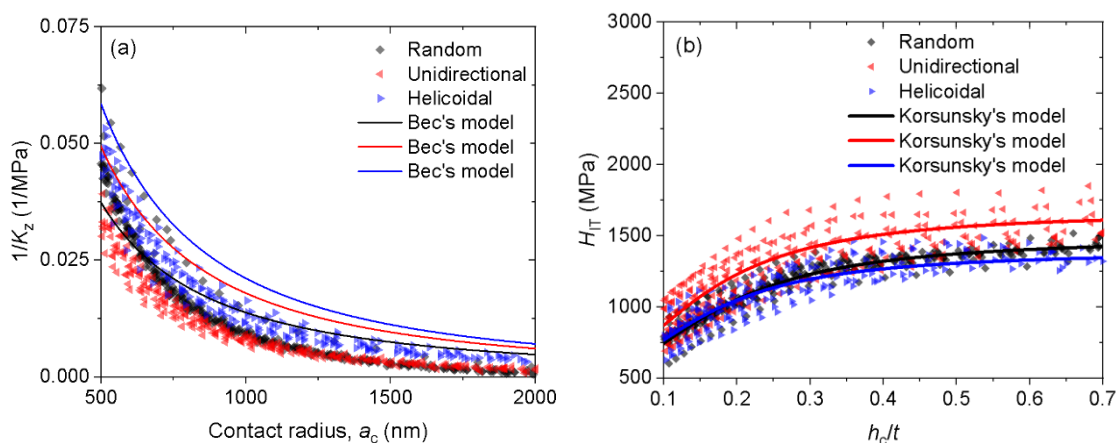 (a)
Random
Unidirectional
Helicoidal
Bec's model
Bec's model
Bec's model
0.075
0.050
0.025
0.000
1/Kz (1/MPa)
500 1000 1500 2000
Contact radius, ac (nm)
(b)
Random
Unidirectional
Helicoidal
Korsunsky's model
Korsunsky's model
Korsunsky's model
3000
2500
2000
1500
1000
500
HIT (MPa)
0.1 0.2 0.3 0.4 0.5 0.6 0.7
hc/t